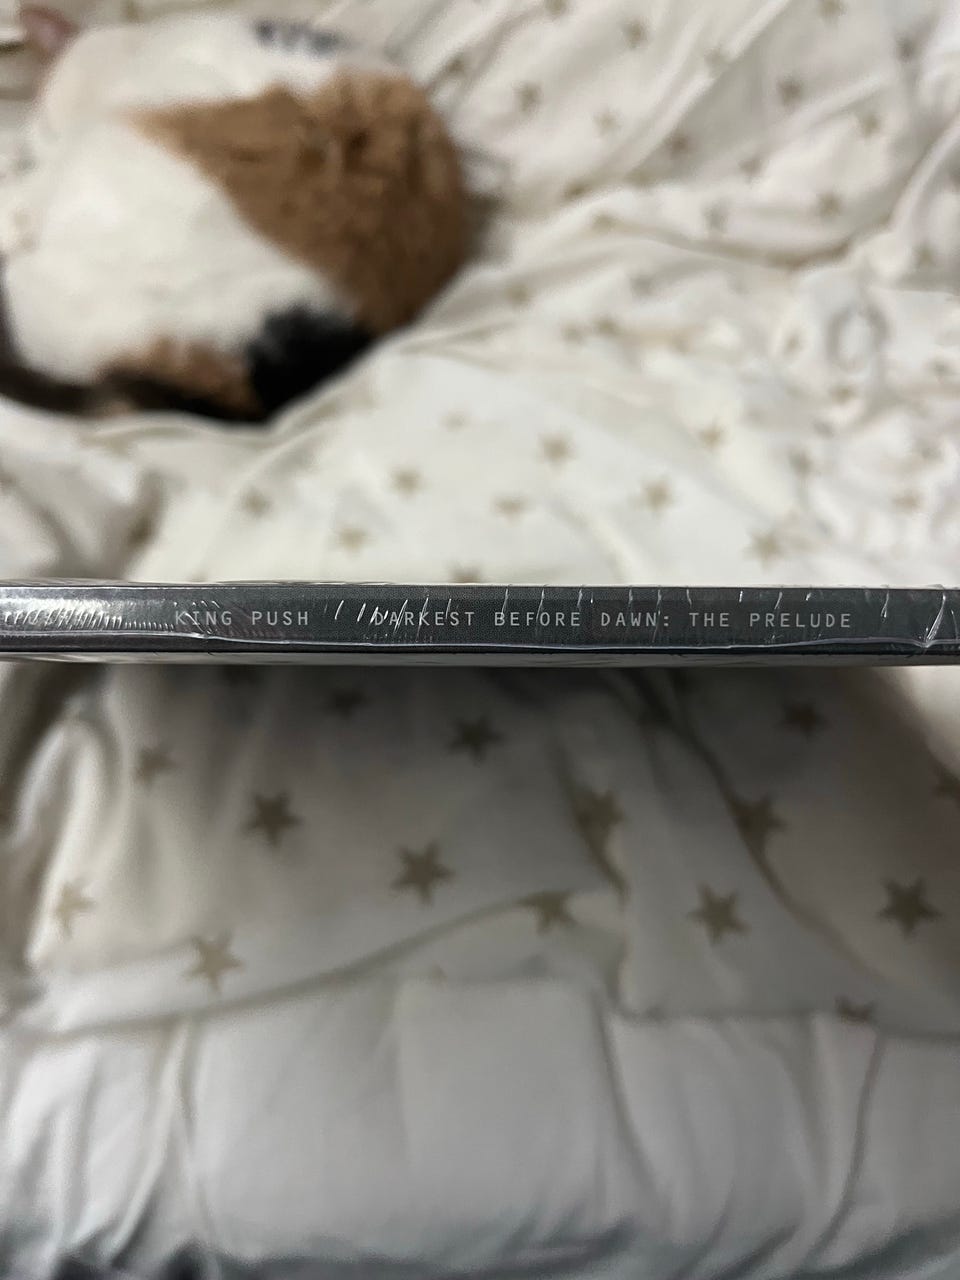 KING PUSH // DARKEST BEFORE DAWN: THE PRELUDE